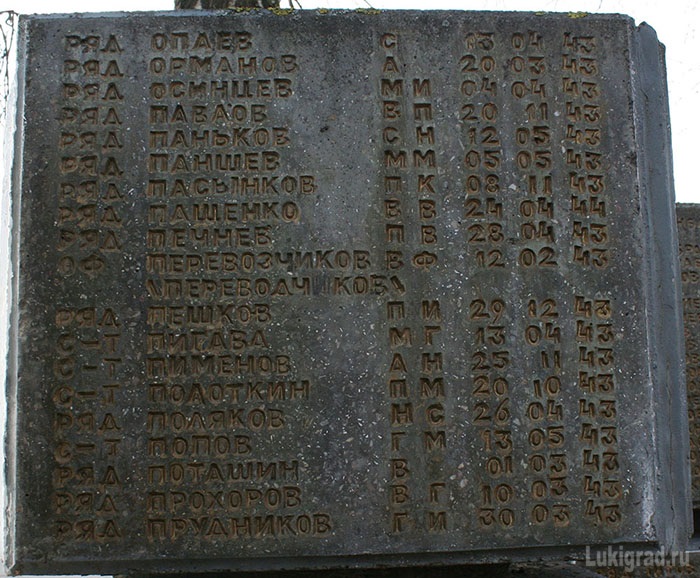 РЯД ОПАЕВ С 13 04 43
РЯД ОРМАНОВ А 20 03 43
РЯД ОСИНЦЕВ М И 04 04 43
РЯД ПАВЛОВ В П 20 11 43
РЯД ПАНЬКОВ С Н 12 05 43
РЯД ПАНШЕВ М М 05 05 43
РЯД ПАСЫНКОВ П К 08 11 43
РЯД ПАЩЕНКО В В 24 04 44
РЯД ПЕЧНЕВ П В 28 04 43
ОФ ПЕРЕВОЗЧИКОВ В Ф 12 02 43
\ПЕРЕВОДЧИКОВ\
РЯД ПЕШКОВ П И 29 12 43
С-Т ПИГАВА М Г 13 04 43
С-Т ПИМЕНОВ А Н 25 11 43
С-Т ПОДОТКИН П М 20 10 43
РЯД ПОЛЯКОВ Н С 26 04 43
С-Т ПОПОВ Г М 13 05 43
РЯД ПОТАШИН В 01 03 43
РЯД ПРОХОРОВ В Г 10 03 43
РЯД ПРУДНИКОВ Г И 30 03 43
Lukigrad.ru